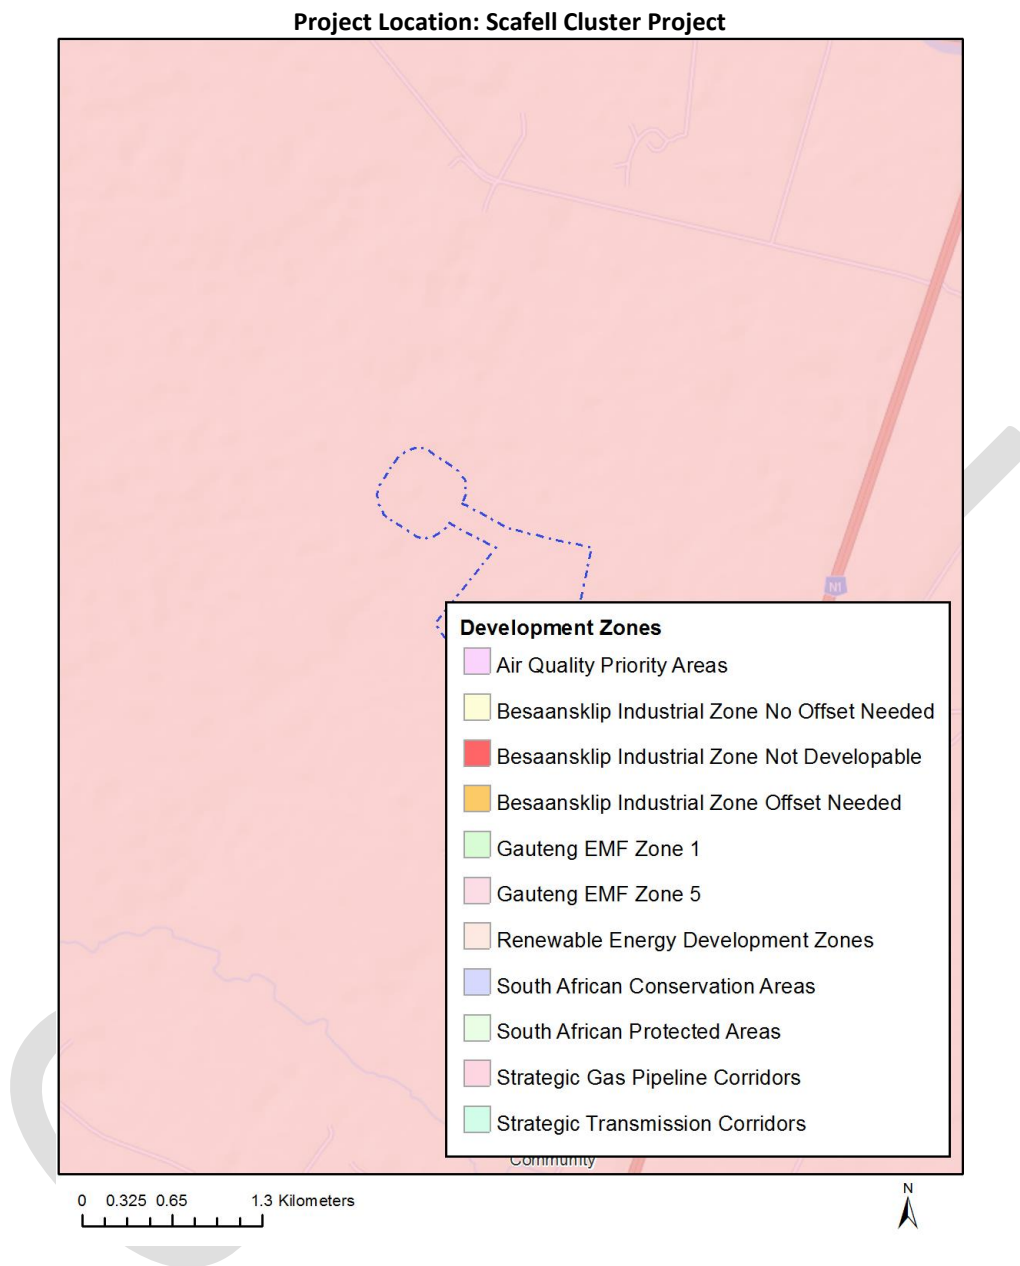 Project Location: Scafell Cluster Project
N1
Development Zones
Air Quality Priority Areas
Besaansklip Industrial Zone No Offset Needed
Besaansklip Industrial Zone Not Developable
Besaansklip Industrial Zone Offset Needed
Gauteng EMF Zone 1
Gauteng EMF Zone 5
Renewable Energy Development Zones
South African Conservation Areas
South African Protected Areas
Strategic Gas Pipeline Corridors
Strategic Transmission Corridors
Community
0 0.325 0.65 1.3 Kilometers
N